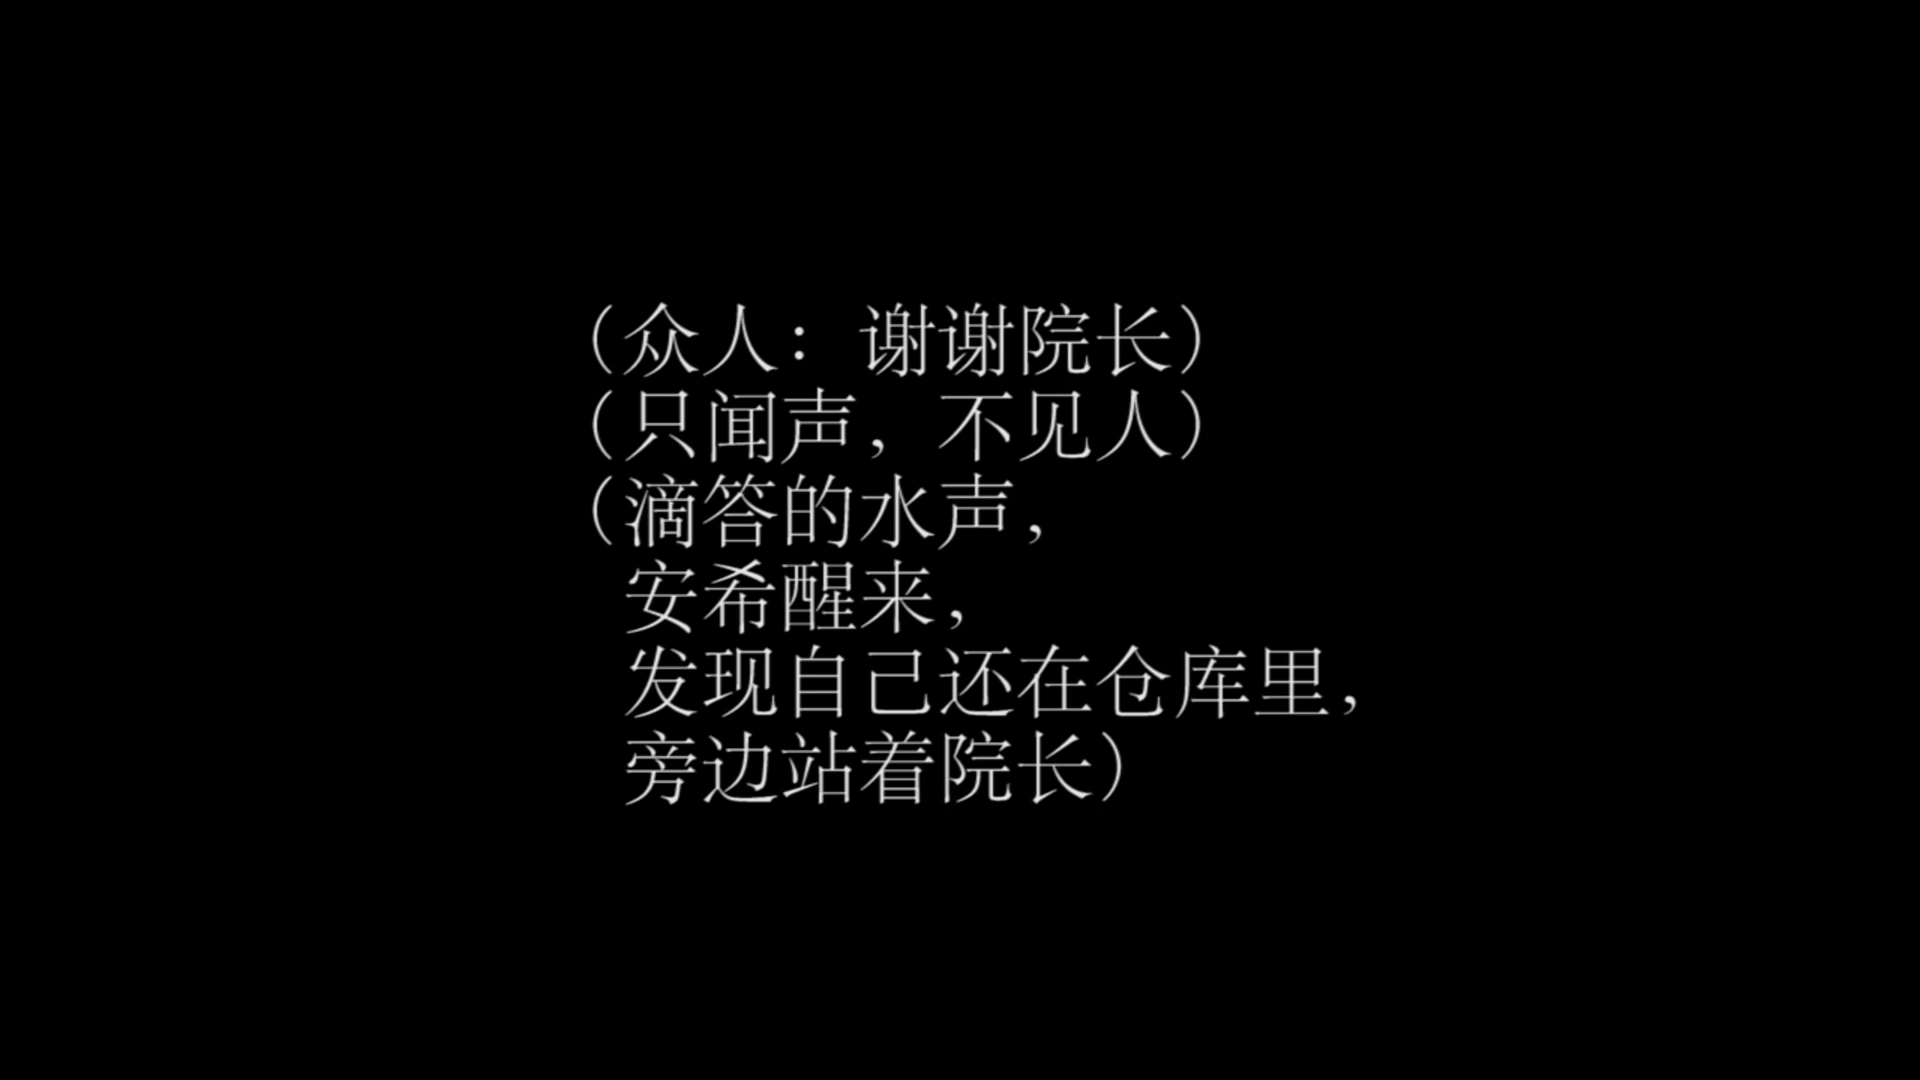 （众人：谢谢院长）
（只闻声，不见人）
（滴答的水声，
安希醒来，
发现自己还在仓库里，
旁边站着院长）